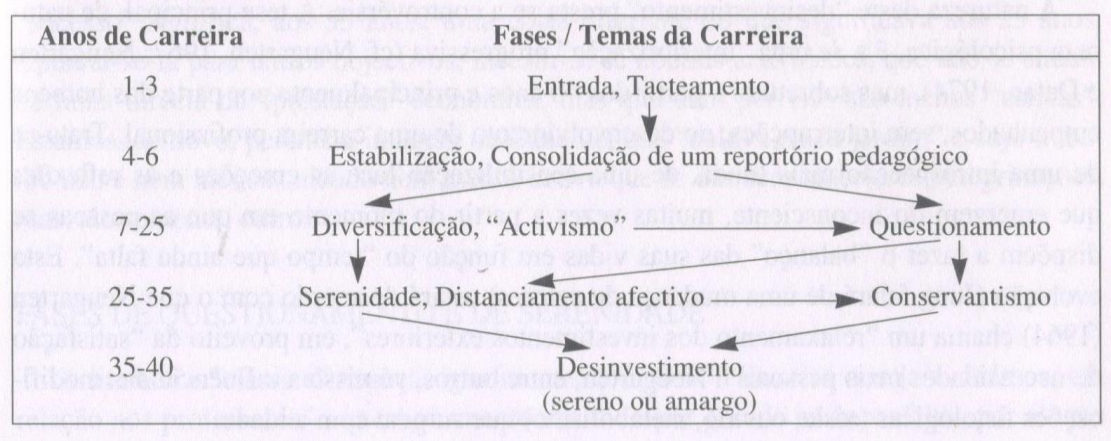 Anos de Carreira Fases / Temas da Carreira
1-3 Entrada, Tacteamento
4-6 Estabilização, Consolidação de um reportório pedagógico
7-25 Diversificação, “Activismo” Questionamento
25-35 Serenidade, Distanciamento afectivo Conservantismo
35-40 Desinvestimento
(sereno ou amargo)